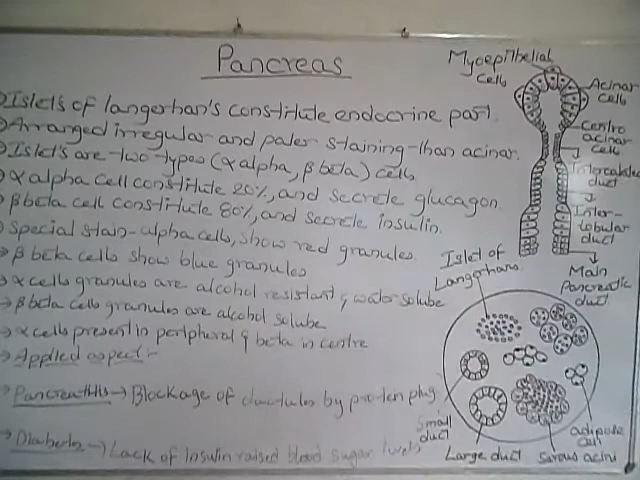 Pancreas
→ Islets of langerhan's constitute endocrine part.
→ Arranged irregular and paler staining than acinar.
→ Islets are two types (α alpha, β beta) cells.
→ α alpha cell constitute 20%, and secrete glucagon.
→ β beta cell constitute 80%, and secrete insulin.
→ Special stain-alpha cells, show red granules.
→ β beta cells show blue granules
→ α cells granules are alcohol resistant & water soluble
→ β beta cells granules are alcohol soluble
→ α cells present in peripheral & beta in centre
→ Applied aspect:-
→ Pancreatitis → Blockage of ductules by protein plug
→ Diabetes → Lack of Insulin raised blood sugar levels
Myoepithelial
Cells
Acinar
Cells
Centro
acinar
Cells
Intercalated
duct
Inter-
lobular
duct
Main
Pancreatic
duct
Islet of
Langerhans
Small
duct
Large duct
Serous acini
adipose
Cell